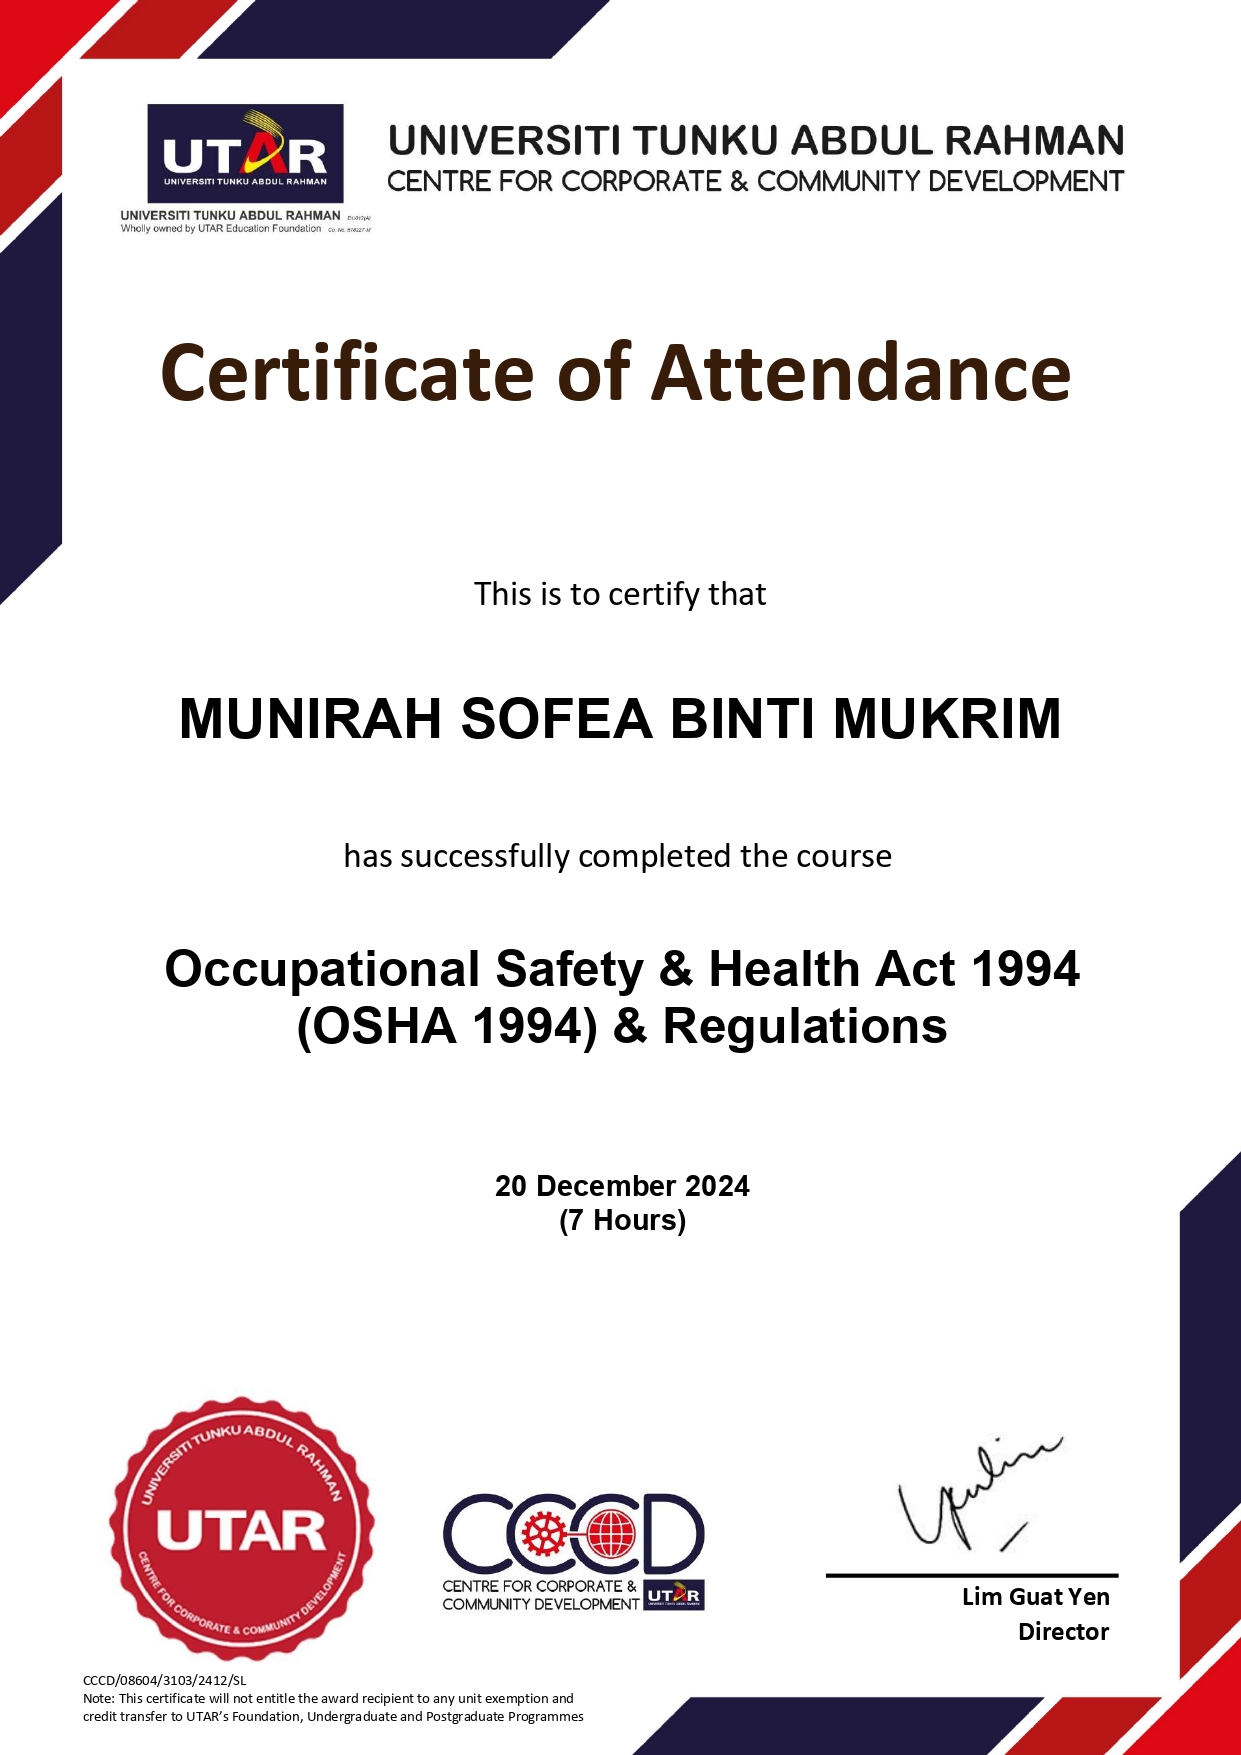 UTAR
UNIVERSITI TUNKU ABDUL RAHMAN
UNIVERSITI TUNKU ABDUL RAHMAN
Wholly owned by UTAR Education Foundation
UNIVERSITI TUNKU ABDUL RAHMAN
CENTRE FOR CORPORATE & COMMUNITY DEVELOPMENT
Certificate of Attendance
This is to certify that
MUNIRAH SOFEA BINTI MUKRIM
has successfully completed the course
Occupational Safety & Health Act 1994
(OSHA 1994) & Regulations
20 December 2024
(7 Hours)
UNIVERSITI TUNKU ABDUL RAHMAN
UTAR
CENTRE FOR CORPORATE & COMMUNITY DEVELOPMENT
CCCD
CENTRE FOR CORPORATE &
COMMUNITY DEVELOPMENT UTAR
Lim Guat Yen
Director
CCCD/08604/3103/2412/SL
Note: This certificate will not entitle the award recipient to any unit exemption and
credit transfer to UTAR’s Foundation, Undergraduate and Postgraduate Programmes